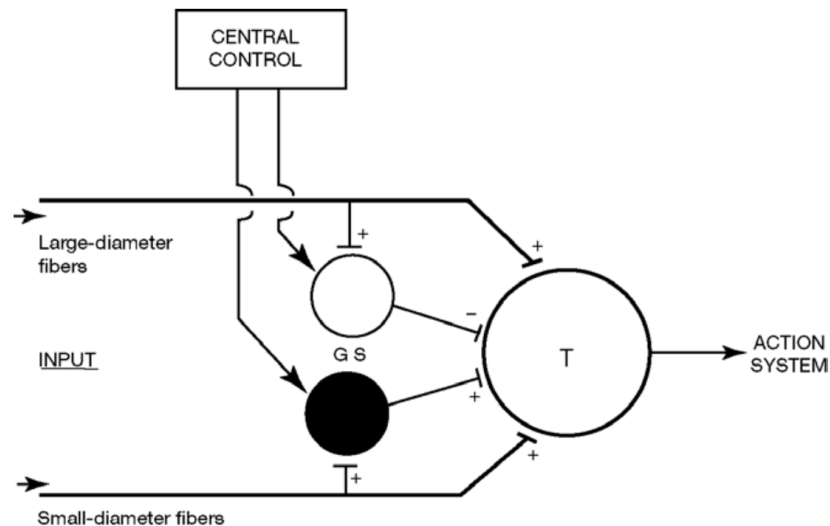 CENTRAL
CONTROL
+
+
Large-diameter
fibers
−
INPUT
G S
T
ACTION
SYSTEM
+
+
+
Small-diameter fibers